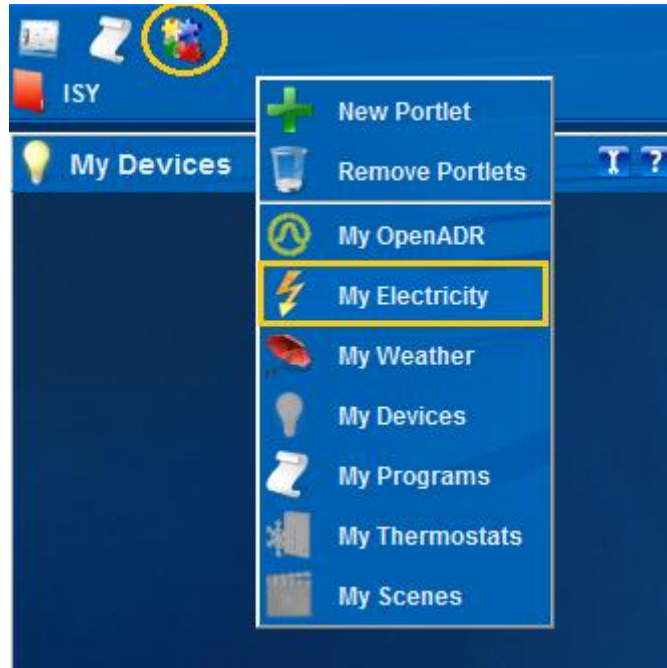 ISY
My Devices
?
New Portlet
Remove Portlets
My OpenADR
My Electricity
My Weather
My Devices
My Programs
My Thermostats
My Scenes